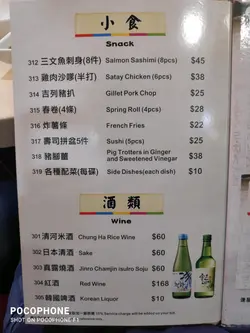 小食
Snack
312 三文魚刺身(8件) Salmon Sashimi (8pcs) $45
313 雞肉沙嗲(半打) Satay Chicken (6pcs) $38
314 吉列豬扒 Gillet Pork Chop $25
315 春卷(4條) Spring Roll (4pcs) $28
316 炸薯條 French Fries $22
317 壽司拼盆5件 Sushi (5pcs) $25
318 豬腳薑 Pig Trotters in Ginger and Sweetened Vinegar $38
319 各種配菜(每碟) Side Dishes(each dish) $10
酒類
Wine
301 清河米酒 Chung Ha Rice Wine $60
302 日本清酒 Sake $60
303 真露燒酒 Jinro Chamjin isulro Soju $60
304 紅酒 Red Wine $168
305 韓國啤酒 Korean Liquor $10
POCOPHONE
SHOT ON POCOPHONE F1